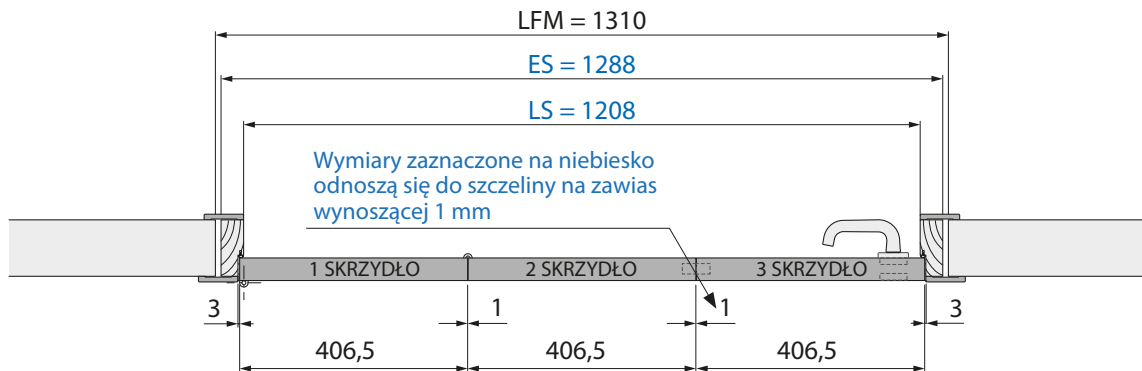 LFM = 1310
ES = 1288
LS = 1208
Wymiary zaznaczone na niebiesko
odnoszą się do szczeliny na zawias
wynoszącej 1 mm
1 SKRZYDŁO 2 SKRZYDŁO 3 SKRZYDŁO
3 1 1 3
406,5 406,5 406,5